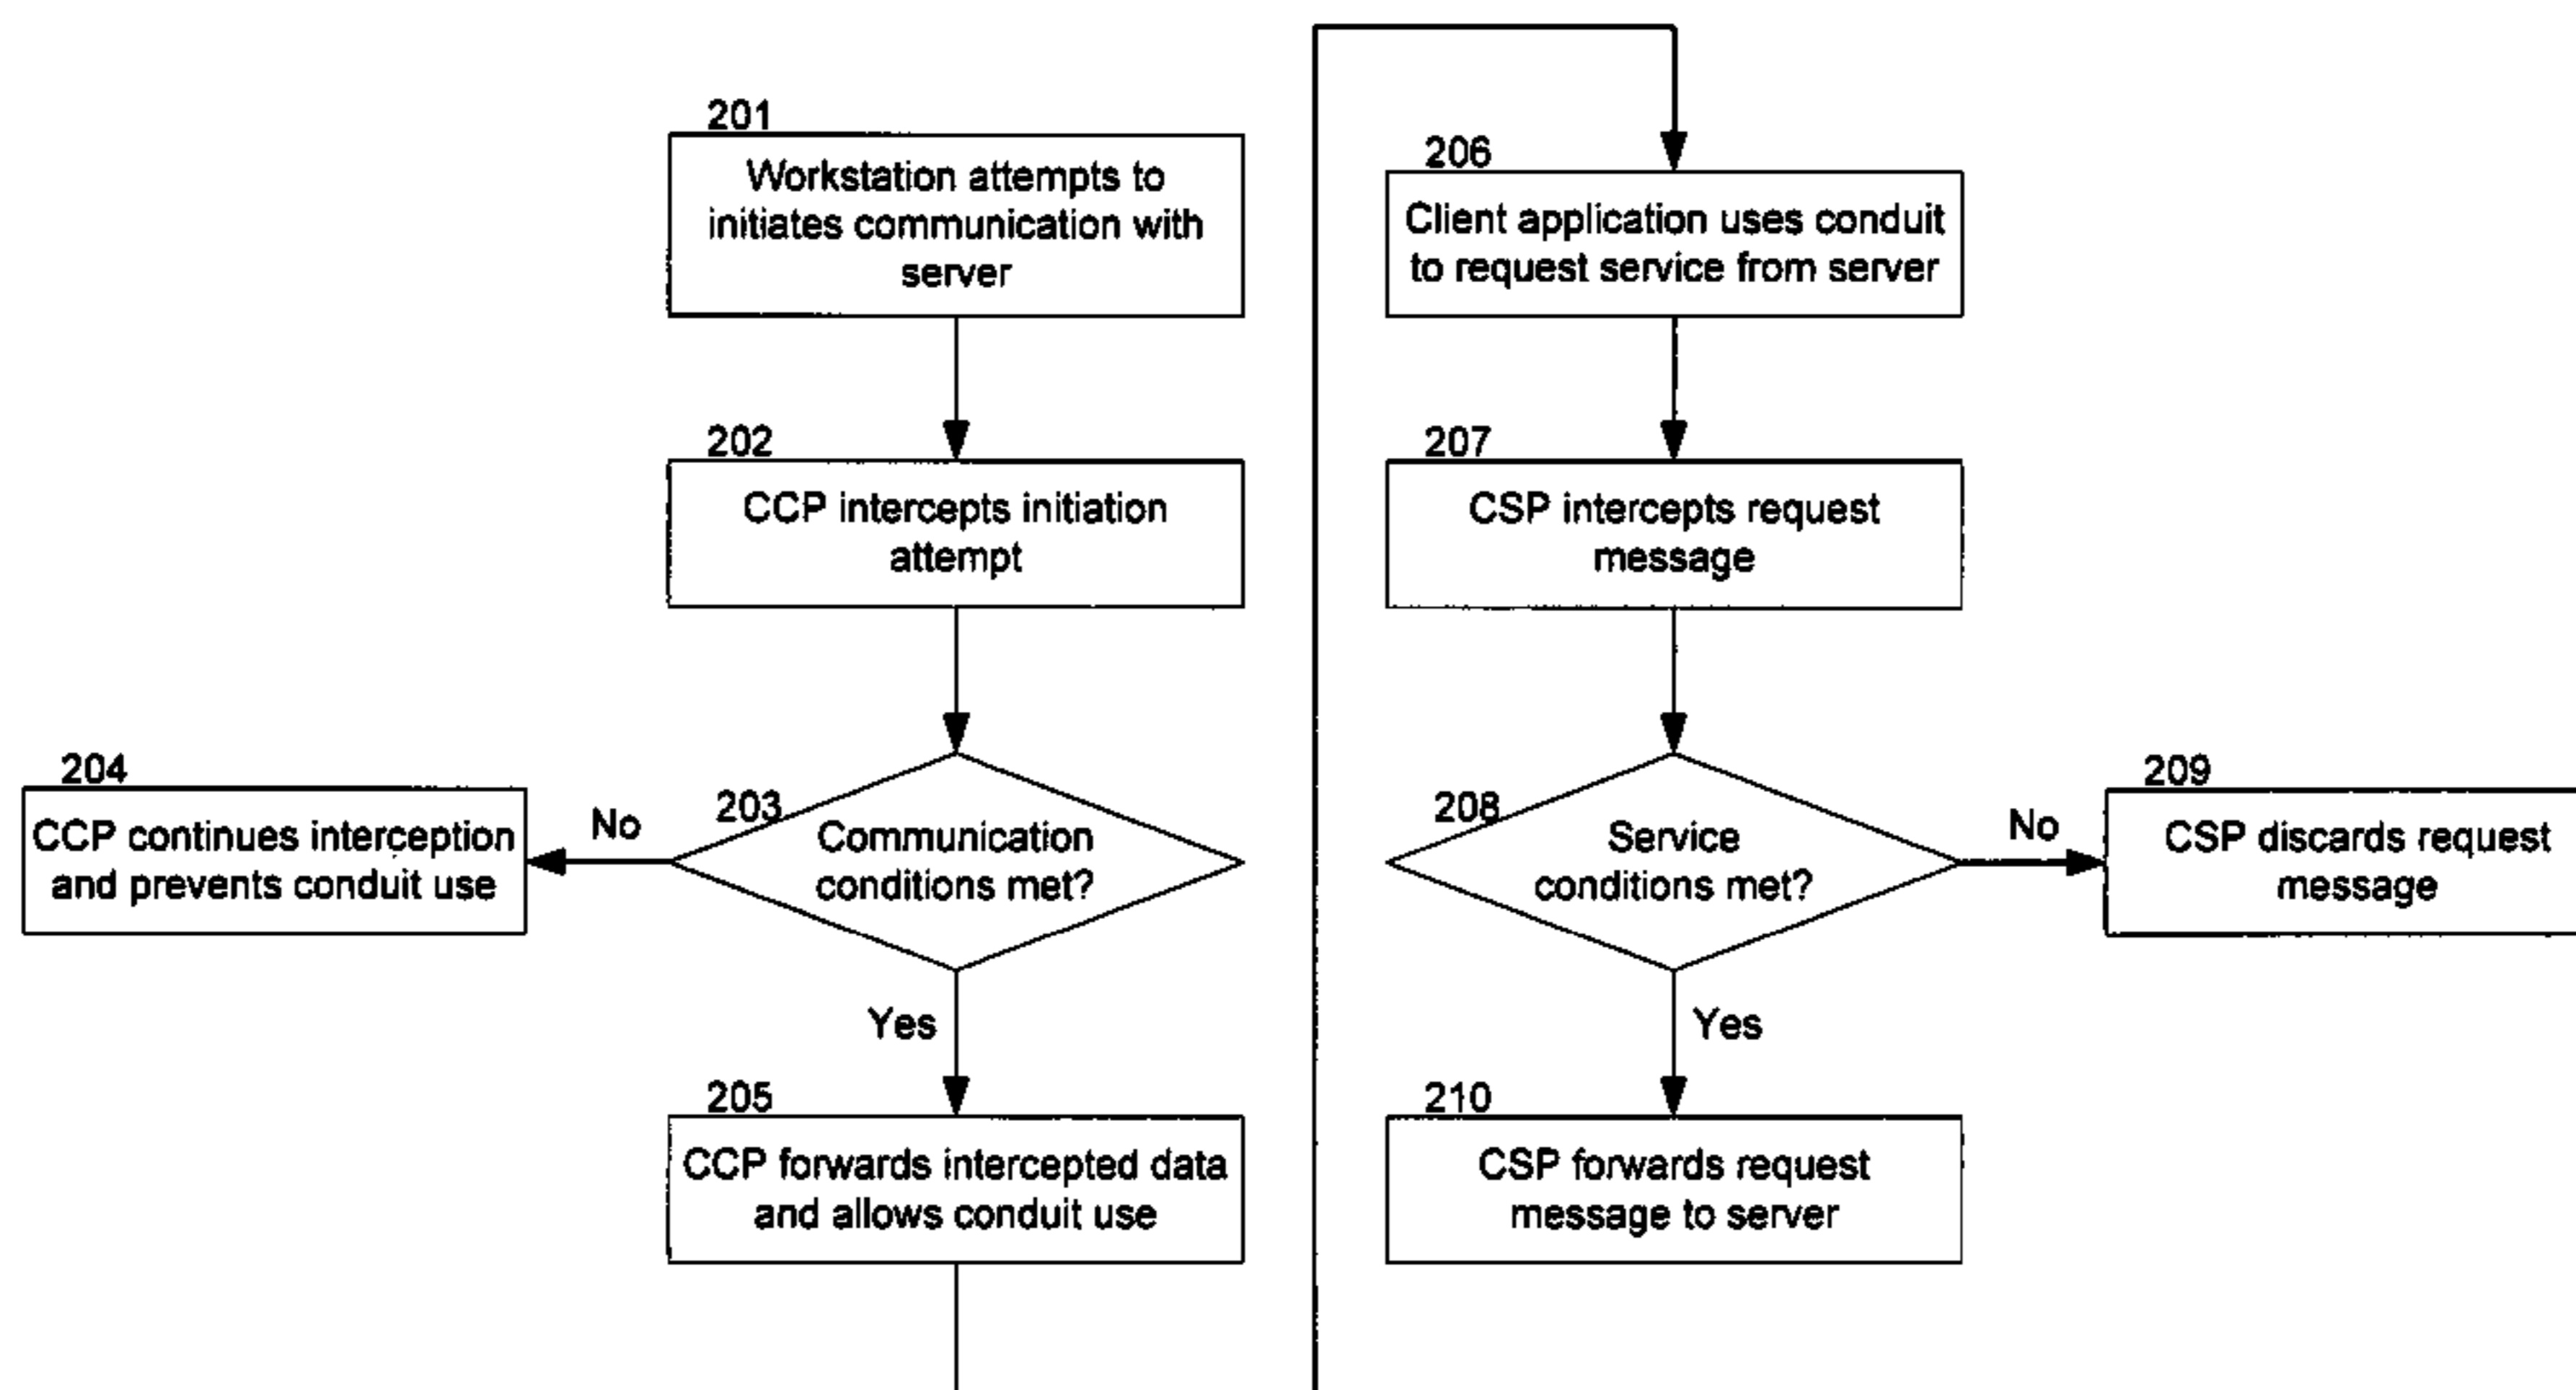 201
Workstation attempts to
initiates communication with
server
202
CCP intercepts initiation
attempt
203
Communication
conditions met?
No
204
CCP continues interception
and prevents conduit use
Yes
205
CCP forwards intercepted data
and allows conduit use
206
Client application uses conduit
to request service from server
207
CSP intercepts request
message
208
Service
conditions met?
No
209
CSP discards request
message
Yes
210
CSP forwards request
message to server